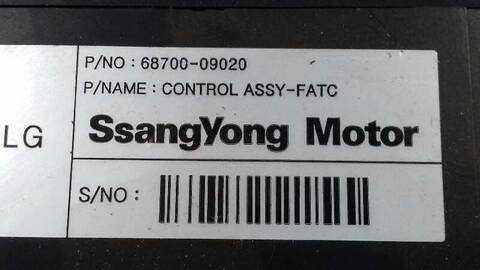 P/NO : 68700-09020
P/NAME : CONTROL ASSY-FATC
LG
SsangYong Motor
S/NO :